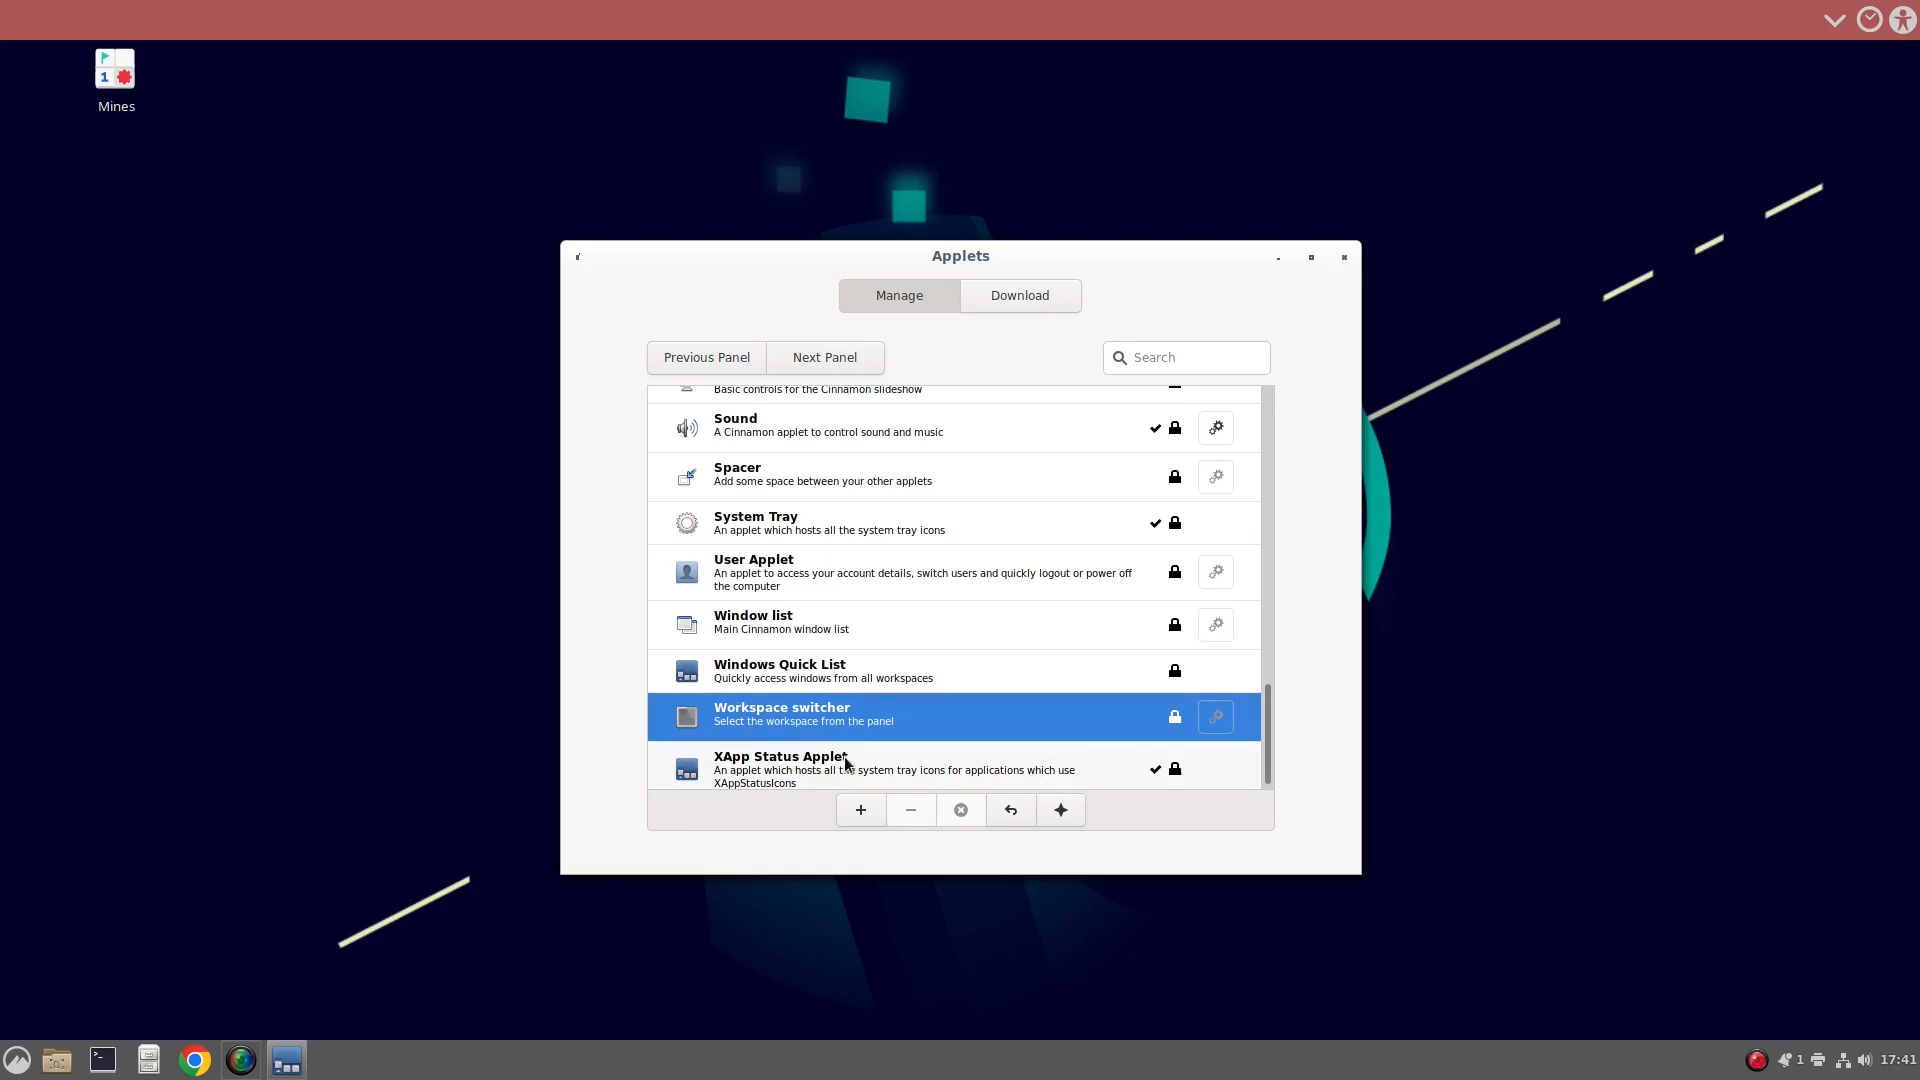 Mines
Applets
Manage
Download
Previous Panel
Next Panel
Search
Basic controls for the Cinnamon slideshow
Sound
A Cinnamon applet to control sound and music
Spacer
Add some space between your other applets
System Tray
An applet which hosts all the system tray icons
User Applet
An applet to access your account details, switch users and quickly logout or power off
the computer
Window list
Main Cinnamon window list
Windows Quick List
Quickly access windows from all workspaces
Workspace switcher
Select the workspace from the panel
XApp Status Applet
An applet which hosts all the system tray icons for applications which use
XAppStatusIcons
1
17:41